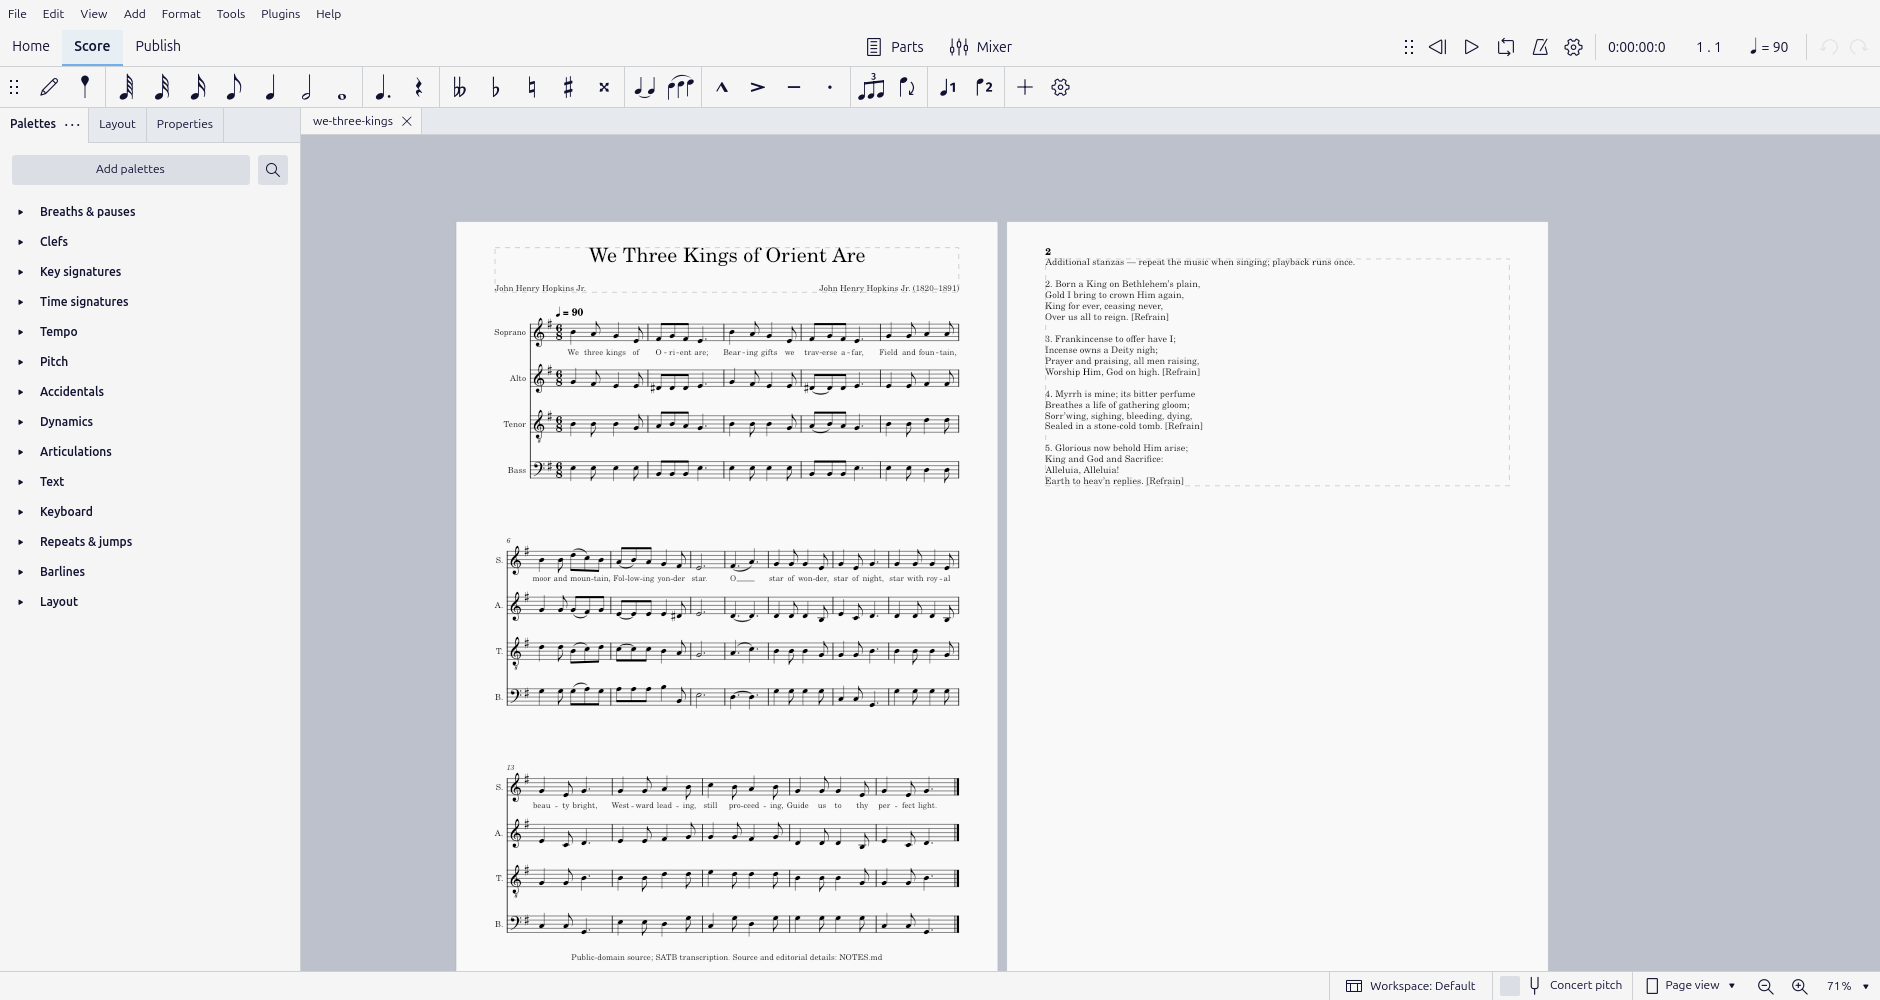 File Edit View Add Format Tools Plugins Help
Home Score Publish Parts Mixer 0:00:00:0 1 . 1 = 90
3 1 2
Palettes ··· Layout Properties
we-three-kings
Add palettes
Breaths & pauses
Clefs
Key signatures
Time signatures
Tempo
Pitch
Accidentals
Dynamics
Articulations
Text
Keyboard
Repeats & jumps
Barlines
Layout
We Three Kings of Orient Are
John Henry Hopkins Jr. John Henry Hopkins Jr. (1820–1891)
= 90
Soprano
We three kings of O - ri - ent are; Bear - ing gifts we trav - erse a - far, Field and foun - tain,
Alto
Tenor
Bass
6
S.
moor and moun - tain, Fol - low - ing yon - der star. O____ star of won - der, star of night, star with roy - al
A.
T.
B.
13
S.
beau - ty bright, West - ward lead - ing, still pro - ceed - ing, Guide us to thy per - fect light.
A.
T.
B.
Public-domain source; SATB transcription. Source and editorial details: NOTES.md
2
Additional stanzas — repeat the music when singing; playback runs once.
2. Born a King on Bethlehem's plain,
Gold I bring to crown Him again,
King for ever, ceasing never,
Over us all to reign. [Refrain]
3. Frankincense to offer have I;
Incense owns a Deity nigh;
Prayer and praising, all men raising,
Worship Him, God on high. [Refrain]
4. Myrrh is mine; its bitter perfume
Breathes a life of gathering gloom;
Sorr'wing, sighing, bleeding, dying,
Sealed in a stone-cold tomb. [Refrain]
5. Glorious now behold Him arise;
King and God and Sacrifice:
Alleluia, Alleluia!
Earth to heav'n replies. [Refrain]
Workspace: Default Concert pitch Page view 71%